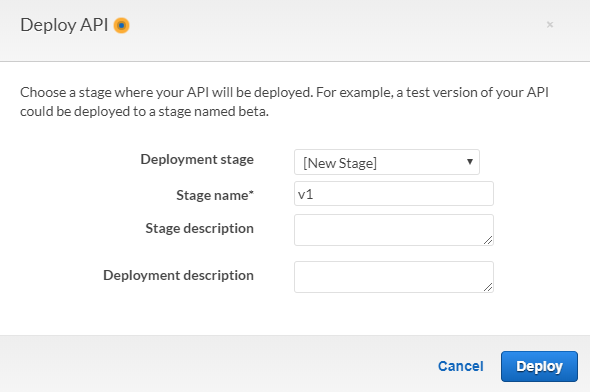 Deploy API
Choose a stage where your API will be deployed. For example, a test version of your API
could be deployed to a stage named beta.
Deployment stage [New Stage]
Stage name* v1
Stage description
Deployment description
Cancel Deploy